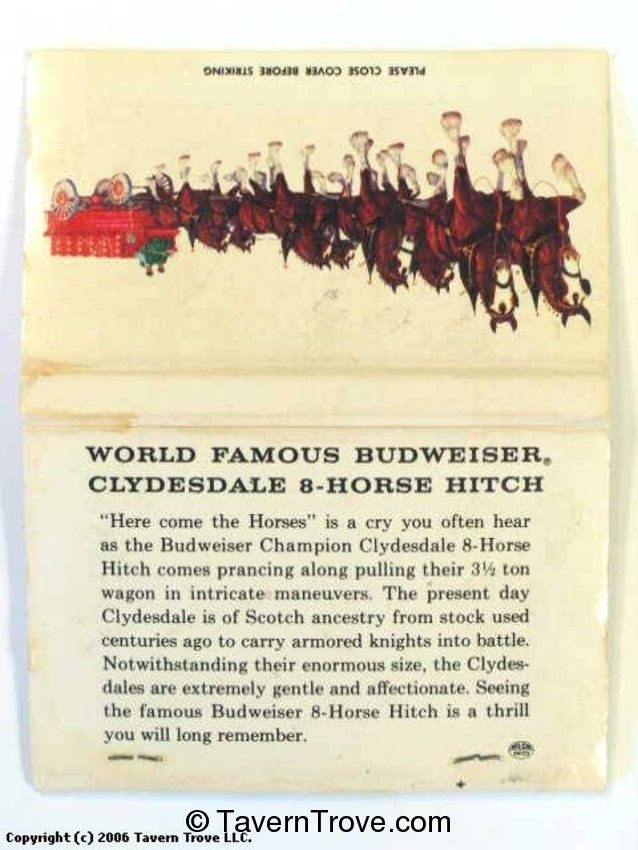 PLEASE CLOSE COVER BEFORE STRIKING
WORLD FAMOUS BUDWEISER®
CLYDESDALE 8-HORSE HITCH
"Here come the Horses" is a cry you often hear
as the Budweiser Champion Clydesdale 8-Horse
Hitch comes prancing along pulling their 3½ ton
wagon in intricate maneuvers. The present day
Clydesdale is of Scotch ancestry from stock used
centuries ago to carry armored knights into battle.
Notwithstanding their enormous size, the Clydes-
dales are extremely gentle and affectionate. Seeing
the famous Budweiser 8-Horse Hitch is a thrill
you will long remember.
© TavernTrove.com
Copyright (c) 2006 Tavern Trove LLC.